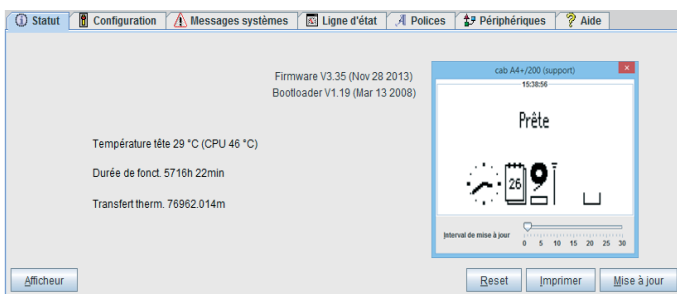 Statut Configuration Messages systèmes Ligne d'état Polices Périphériques Aide
Firmware V3.35 (Nov 28 2013)
Bootloader V1.19 (Mar 13 2008)
Température tête 29 °C (CPU 46 °C)
Durée de fonct. 5716h 22min
Transfert therm. 76962.014m
cab A4+/200 (support)
15:38:56
Prête
26
Interval de mise à jour
0 5 10 15 20 25 30
Afficheur Reset Imprimer Mise à jour